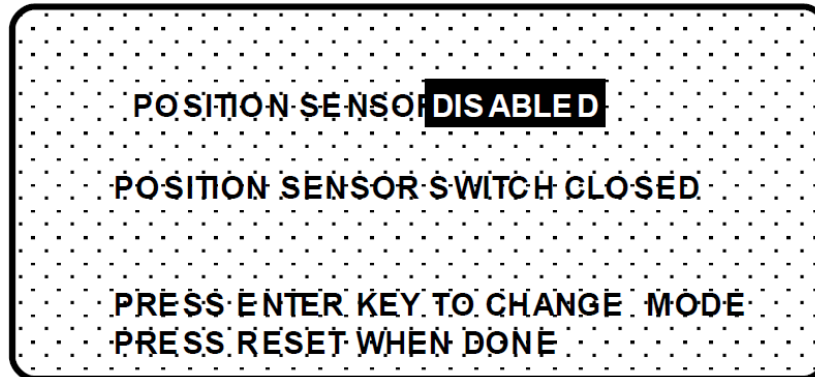 POSITION SENSOR DISABLED
POSITION SENSOR SWITCH CLOSED
PRESS ENTER KEY TO CHANGE MODE
PRESS RESET WHEN DONE